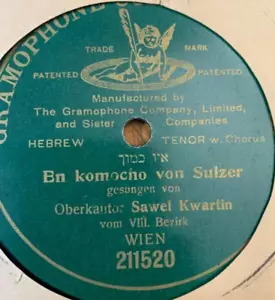 GRAMOPHONE CO
TRADE MARK
PATENTED PATENTED
Manufactured by
The Gramophone Company, Limited,
and Sister Companies
HEBREW TENOR w. Chorus
אין כמוך
En komocho von Sulzer
gesungen von
Oberkantor Sawel Kwartin
vom VIII. Bezirk
WIEN
211520